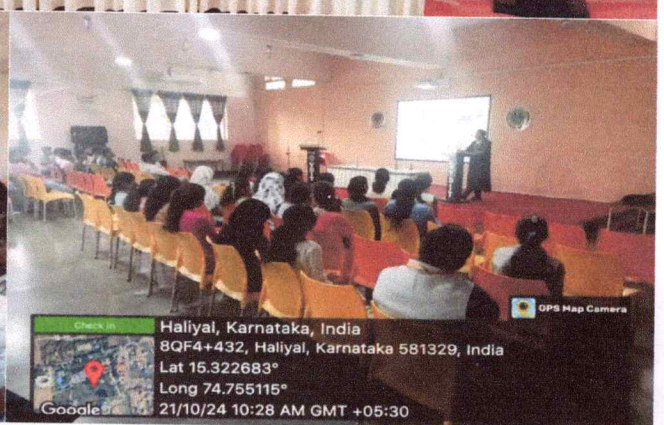 GPS Map Camera
Check In
Haliyal, Karnataka, India
8QF4+432, Haliyal, Karnataka 581329, India
Lat 15.322683°
Long 74.755115°
Google
21/10/24 10:28 AM GMT +05:30